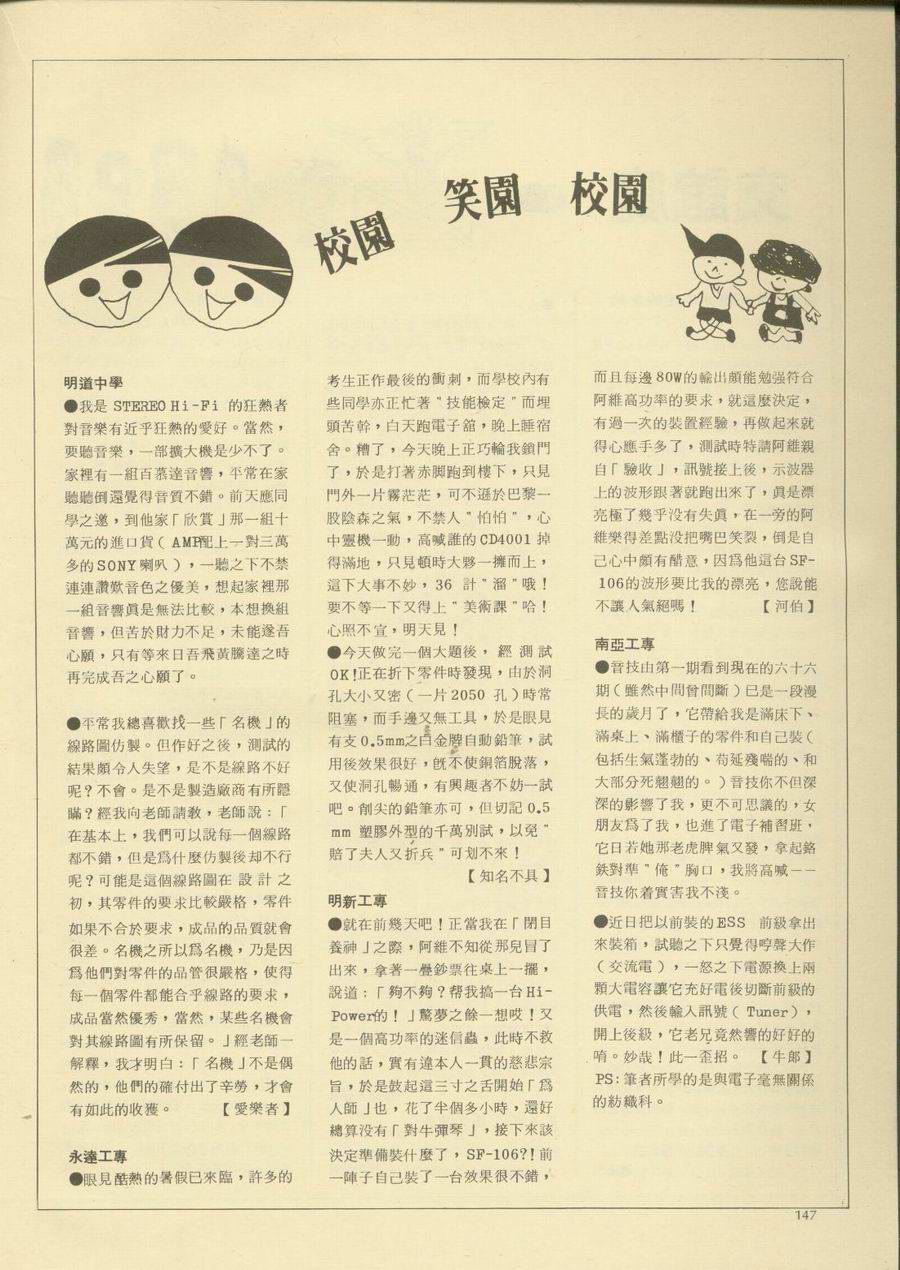 校園 笑園 校園
明道中學
●我是 STEREO Hi-Fi 的狂熱者
對音樂有近乎狂熱的愛好。當然，
要聽音樂，一部擴大機是少不了。
家裡有一組百慕達音響，平常在家
聽聽倒還覺得音質不錯。前天應同
學之邀，到他家「欣賞」那一組十
萬元的進口貨（ AMP配上一對三萬
多的SONY喇叭），一聽之下不禁
連連讚歎音色之優美，想起家裡那
一組音響眞是無法比較，本想換組
音響，但苦於財力不足，未能遂吾
心願，只有等來日吾飛黃騰達之時
再完成吾之心願了。
●平常我總喜歡找一些「名機」的
線路圖仿製。但作好之後，測試的
結果頗令人失望，是不是線路不好
呢？不會。是不是製造廠商有所隱
瞞？經我向老師請敎，老師說：「
在基本上，我們可以說每一個線路
都不錯，但是爲什麼仿製後却不行
呢？可能是這個線路圖在設計之
初，其零件的要求比較嚴格，零件
如果不合於要求，成品的品質就會
很差。名機之所以爲名機，乃是因
爲他們對零件的品管很嚴格，使得
每一個零件都能合乎線路的要求，
成品當然優秀，當然，某些名機會
對其線路圖有所保留。」經老師一
解釋，我才明白：「名機」不是偶
然的，他們的確付出了辛勞，才會
有如此的收獲。 【愛樂者】
永達工專
●眼見酷熱的暑假已來臨，許多的
考生正作最後的衝刺，而學校內有
些同學亦正忙著〝技能檢定〞而埋
頭苦幹，白天跑電子舘，晚上睡宿
舍。糟了，今天晚上正巧輪我鎖門
了，於是打著赤脚跑到樓下，只見
門外一片霧茫茫，可不遜於巴黎一
股陰森之氣，不禁人〝怕怕〞，心
中靈機一動，高喊誰的CD4001 掉
得滿地，只見頓時大夥一擁而上，
這下大事不妙，36 計〝溜〞哦！
要不等一下又得上〝美術課〞哈！
心照不宣，明天見！
●今天做完一個大題後，經測試
OK!正在折下零件時發現，由於洞
孔大小又密（一片2050 孔）時常
阻塞，而手邊又無工具，於是眼見
有支0.5mm之白金牌自動鉛筆，試
用後效果很好，旣不使銅箔脫落，
又使洞孔暢通，有興趣者不妨一試
吧。削尖的鉛筆亦可，但切記 0.5
mm 塑膠外型的千萬別試，以免〝
賠了夫人又折兵〞可划不來！
【知名不具】
明新工專
●就在前幾天吧！正當我在「閉目
養神」之際，阿維不知從那兒冒了
出來，拿著一疊鈔票往桌上一擺，
說道：「夠不夠？帮我搞一台Hi-
Power的！」驚夢之餘一想哎！又
是一個高功率的迷信蟲，此時不救
他的話，實有違本人一貫的慈悲宗
旨，於是鼓起這三寸之舌開始「爲
人師」也，花了半個多小時，還好
總算没有「對牛彈琴」，接下來該
決定準備裝什麼了，SF-106?!前
一陣子自己裝了一台效果很不錯，
而且每邊80W的輸出頗能勉强符合
阿維高功率的要求，就這麼決定，
有過一次的裝置經驗，再做起來就
得心應手多了，測試時特請阿維親
自「驗收」，訊號接上後，示波器
上的波形跟著就跑出來了，眞是漂
亮極了幾乎没有失眞，在一旁的阿
維樂得差點没把嘴巴笑裂，倒是自
己心中頗有酷意，因爲他這台SF-
106的波形要比我的漂亮，您說能
不讓人氣絕嗎！ 【河伯】
南亞工專
●音技由第一期看到現在的六十六
期（雖然中間曾間斷）已是一段漫
長的歲月了，它帶給我是滿床下、
滿桌上、滿櫃子的零件和自己裝（
包括生氣蓬勃的、苟延殘喘的、和
大部分死翹翹的。）音技你不但深
深的影響了我，更不可思議的，女
朋友爲了我，也進了電子補習班，
它日若她那老虎脾氣又發，拿起鉻
鉄對準〝俺〞胸口，我將高喊——
音技你着實害我不淺。
●近日把以前裝的ESS 前級拿出
來裝箱，試聽之下只覺得哼聲大作
（交流電），一怒之下電源換上兩
顆大電容讓它充好電後切斷前級的
供電，然後輸入訊號（Tuner），
開上後級，它老兄竟然響的好好的
唷。妙哉！此一歪招。 【牛郎】
PS:筆者所學的是與電子毫無關係
的紡織科。
147